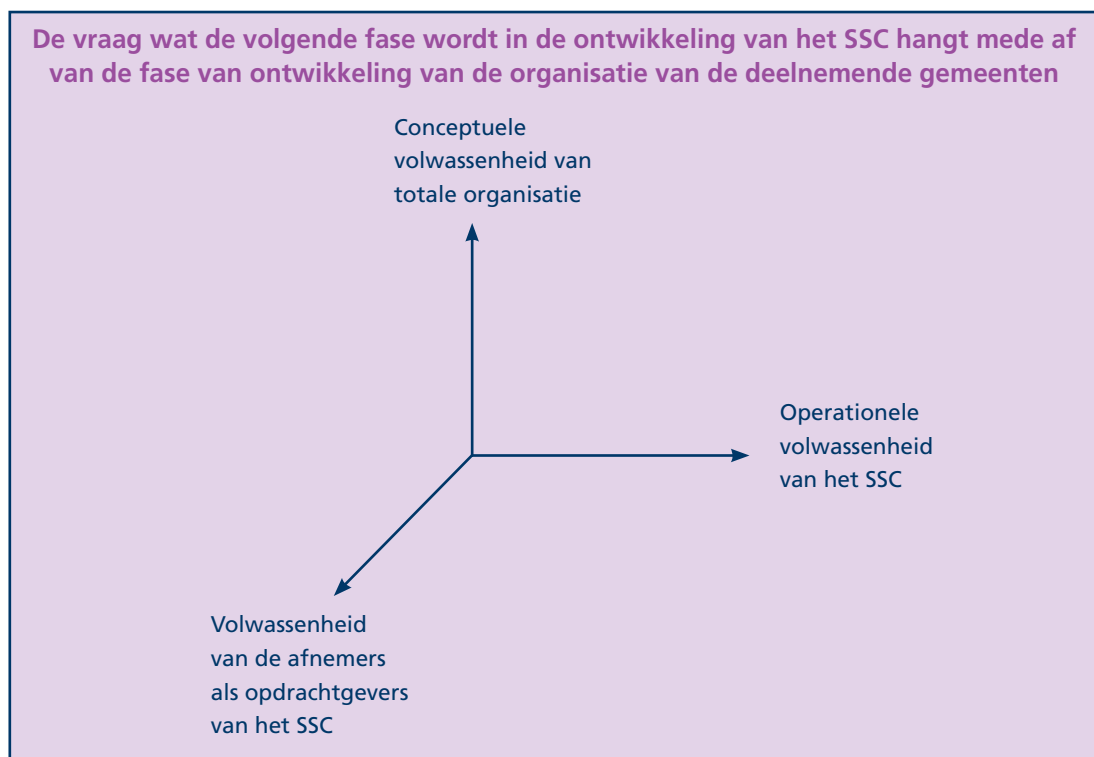 De vraag wat de volgende fase wordt in de ontwikkeling van het SSC hangt mede af
van de fase van ontwikkeling van de organisatie van de deelnemende gemeenten
Conceptuele
volwassenheid van
totale organisatie
Operationele
volwassenheid
van het SSC
Volwassenheid
van de afnemers
als opdrachtgevers
van het SSC